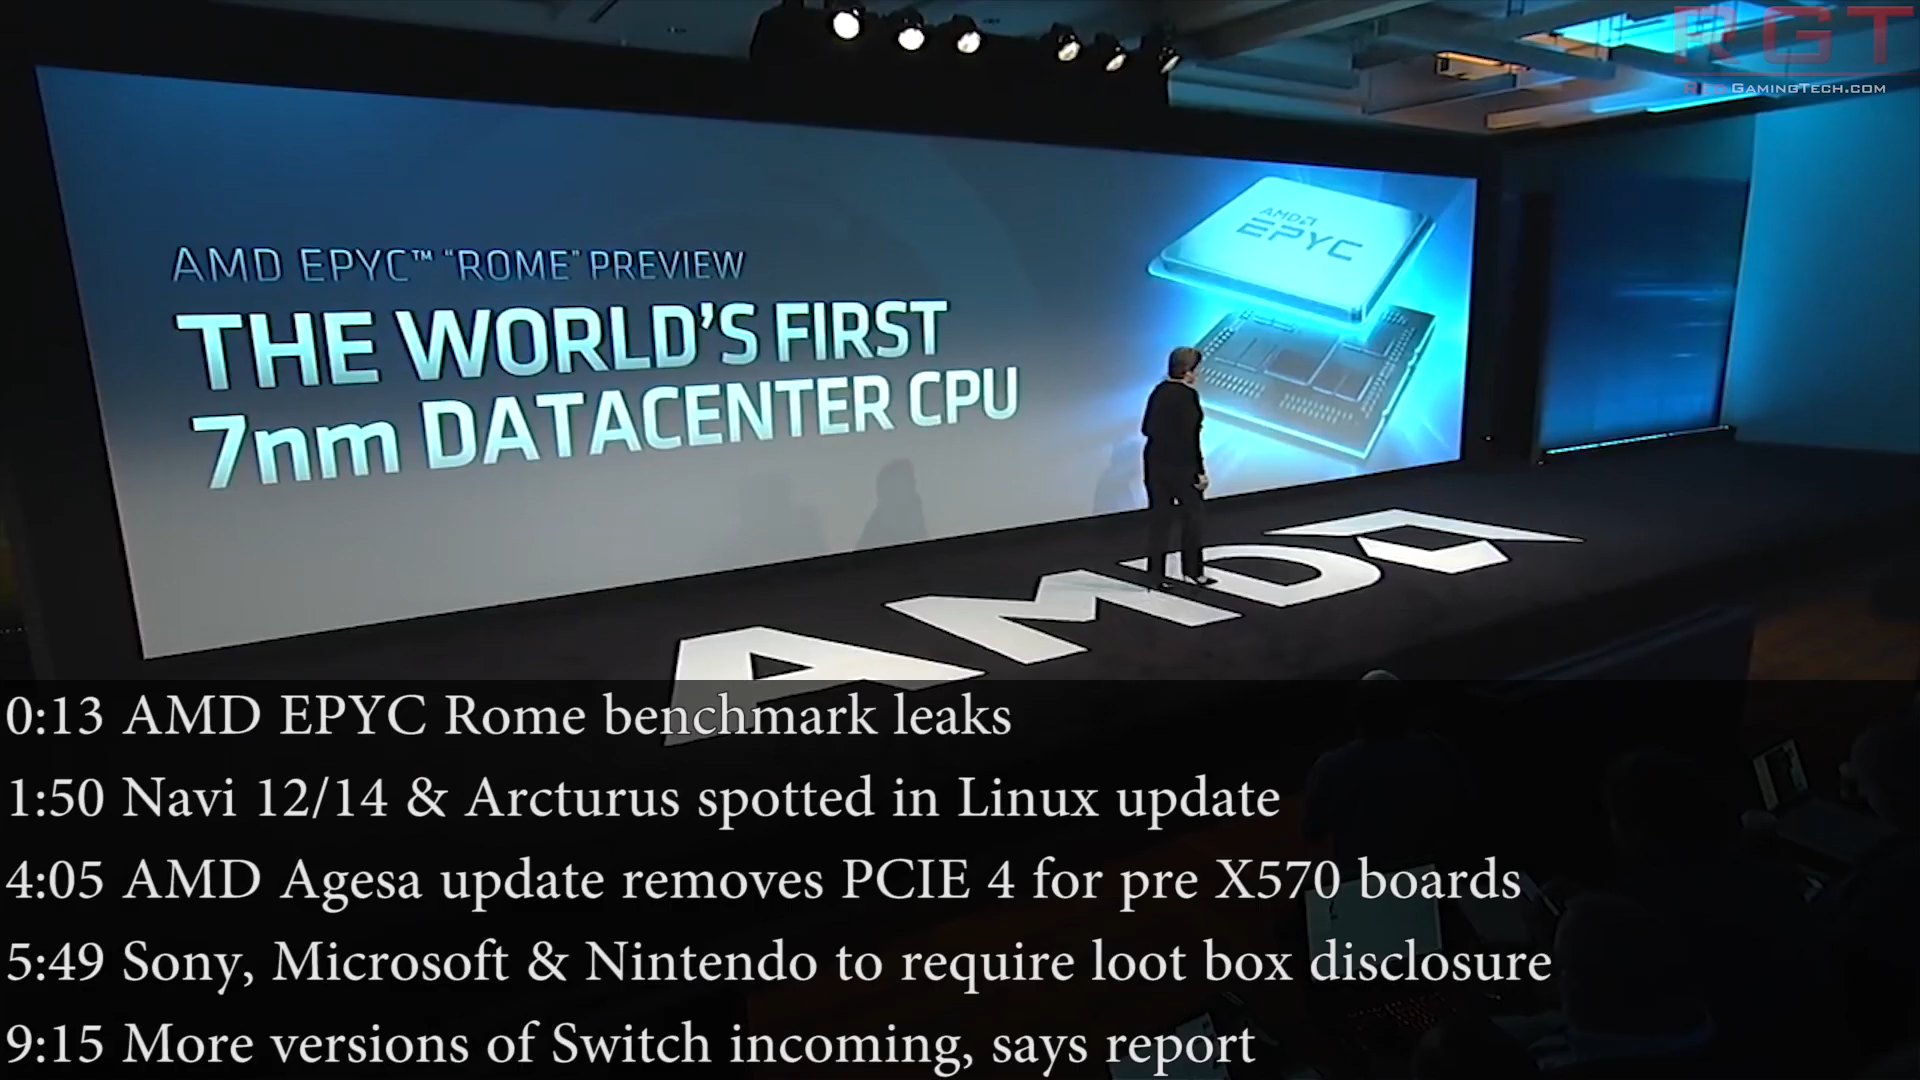 RGT
REDGAMINGTECH.COM
AMD EPYC™ “ROME” PREVIEW
THE WORLD’S FIRST
7nm DATACENTER CPU
AMD
EPYC
AMD
0:13 AMD EPYC Rome benchmark leaks
1:50 Navi 12/14 & Arcturus spotted in Linux update
4:05 AMD Agesa update removes PCIE 4 for pre X570 boards
5:49 Sony, Microsoft & Nintendo to require loot box disclosure
9:15 More versions of Switch incoming, says report